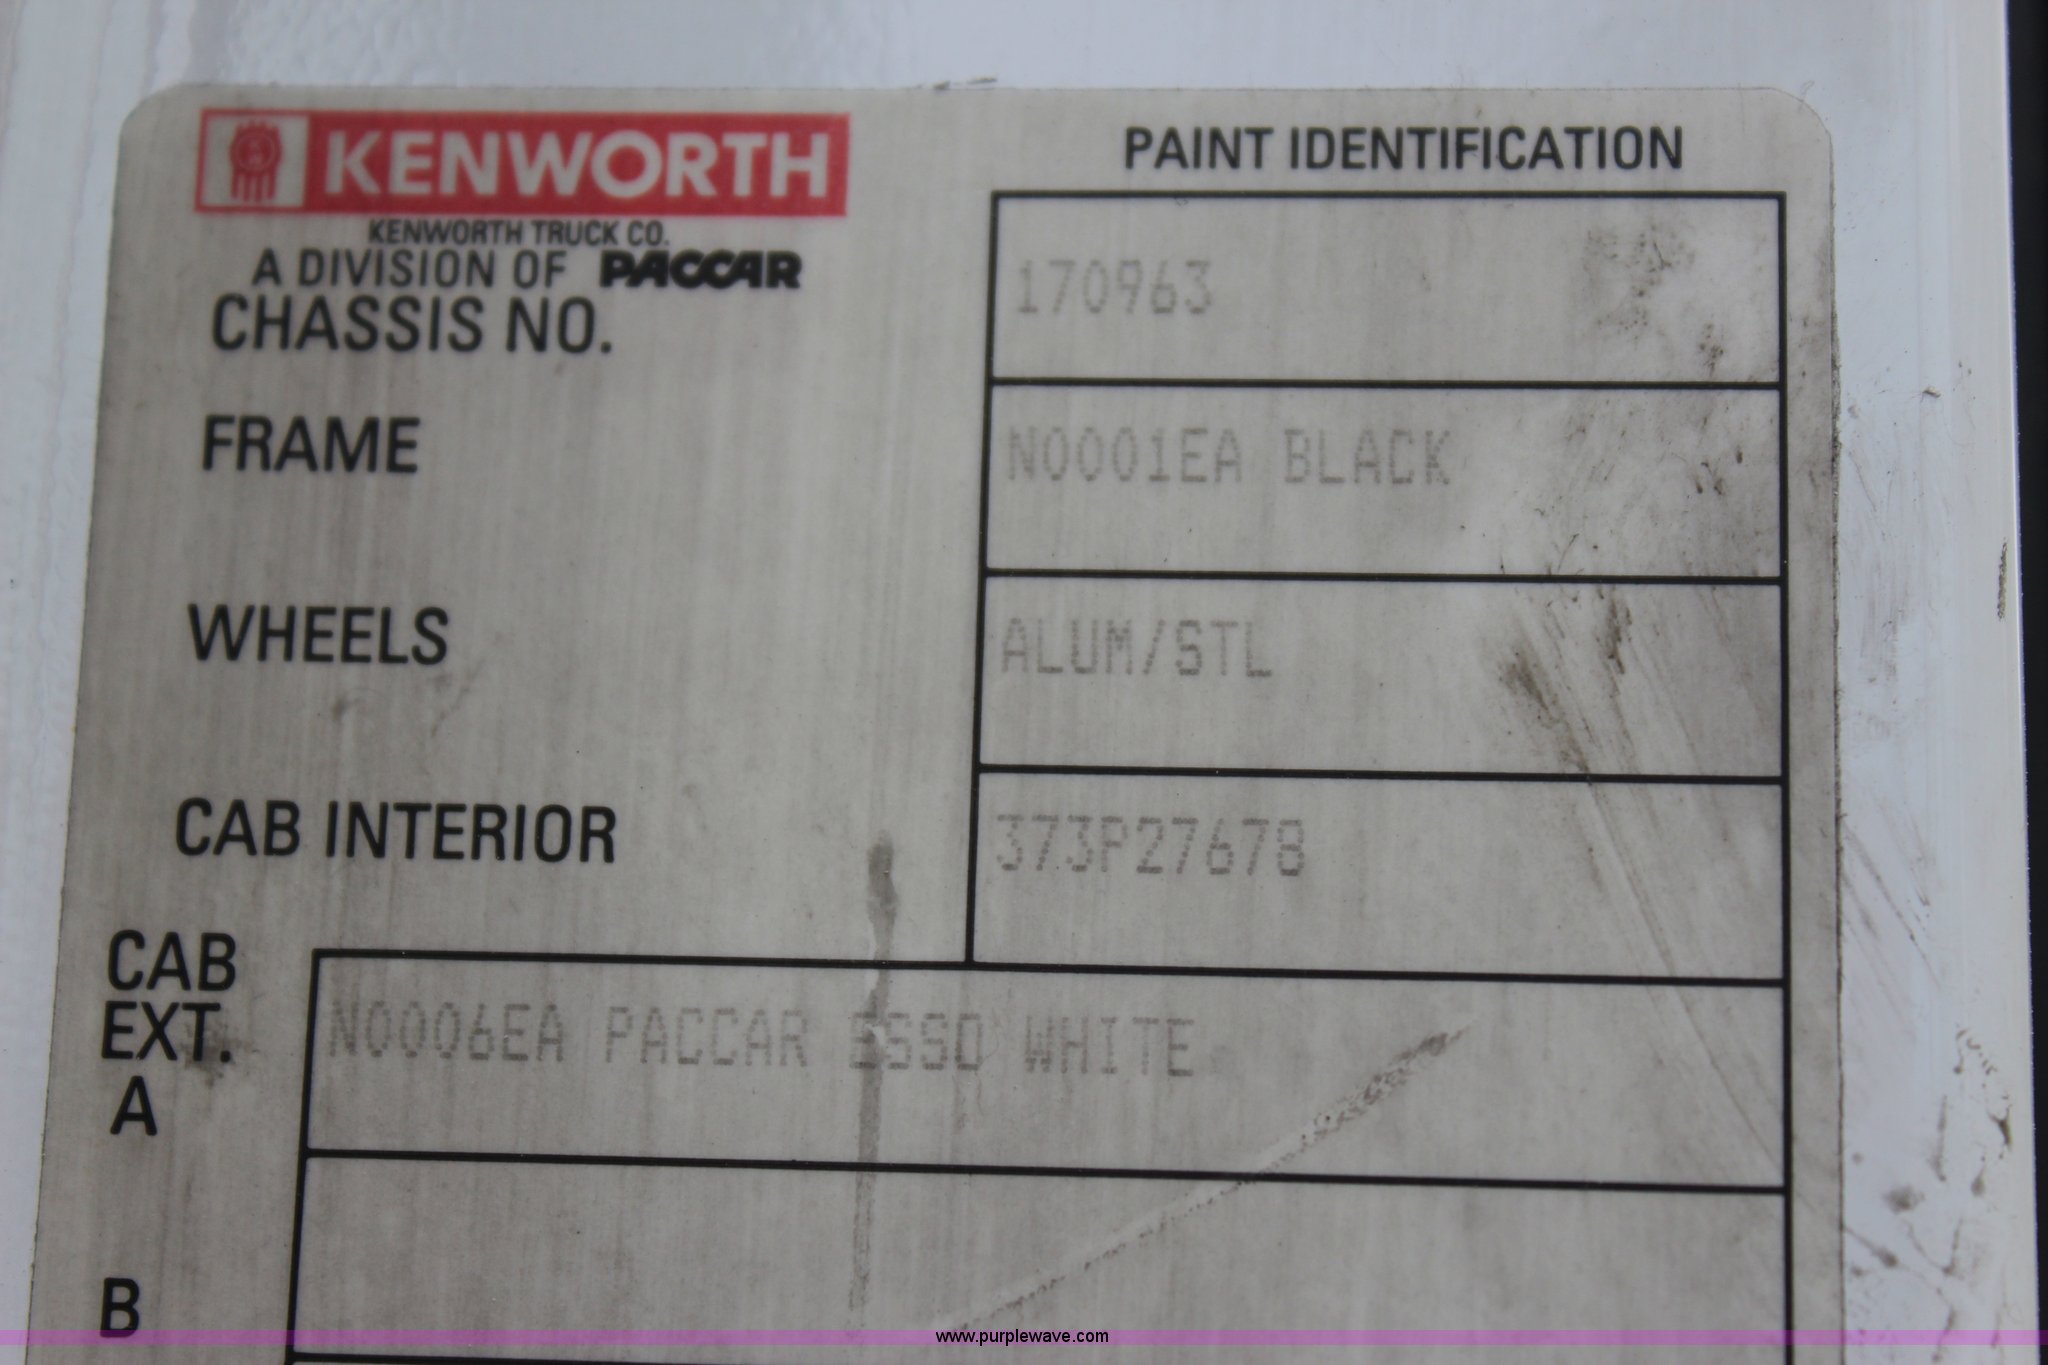 KENWORTH
KENWORTH TRUCK CO.
A DIVISION OF PACCAR
PAINT IDENTIFICATION
CHASSIS NO. 170963
FRAME N0001EA BLACK
WHEELS ALUM/STL
CAB INTERIOR 373P27678
CAB
EXT.
A
N0006EA PACCAR WHITE
B
www.purplewave.com